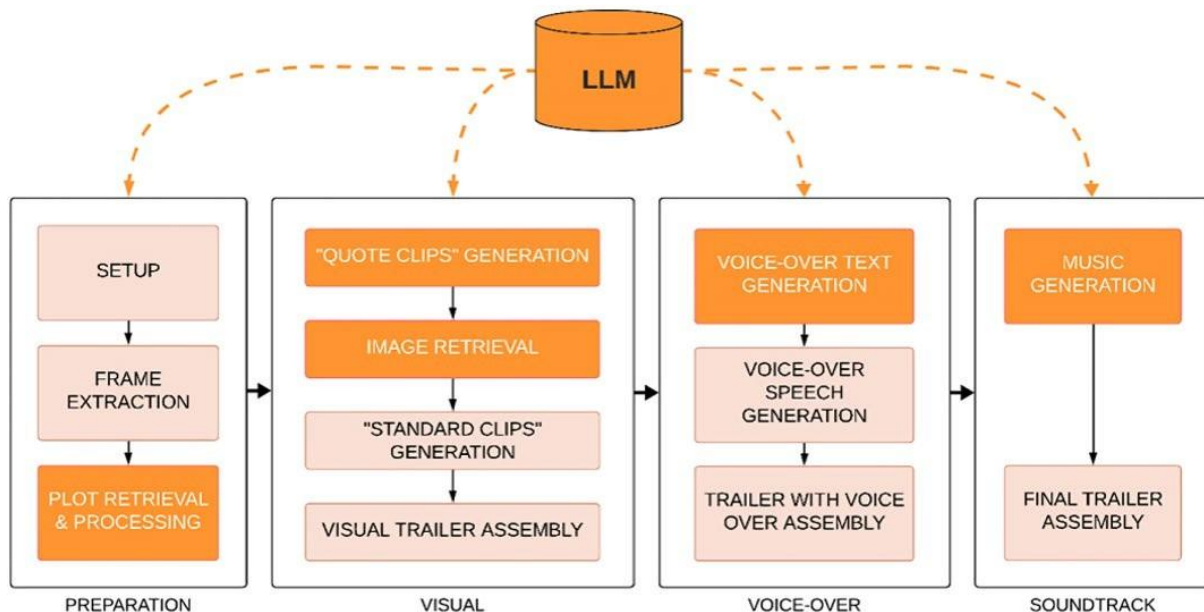 LLM
SETUP
FRAME
EXTRACTION
PLOT RETRIEVAL
& PROCESSING
PREPARATION
"QUOTE CLIPS" GENERATION
IMAGE RETRIEVAL
"STANDARD CLIPS"
GENERATION
VISUAL TRAILER ASSEMBLY
VISUAL
VOICE-OVER TEXT
GENERATION
VOICE-OVER
SPEECH
GENERATION
TRAILER WITH VOICE
OVER ASSEMBLY
VOICE-OVER
MUSIC
GENERATION
FINAL TRAILER
ASSEMBLY
SOUNDTRACK